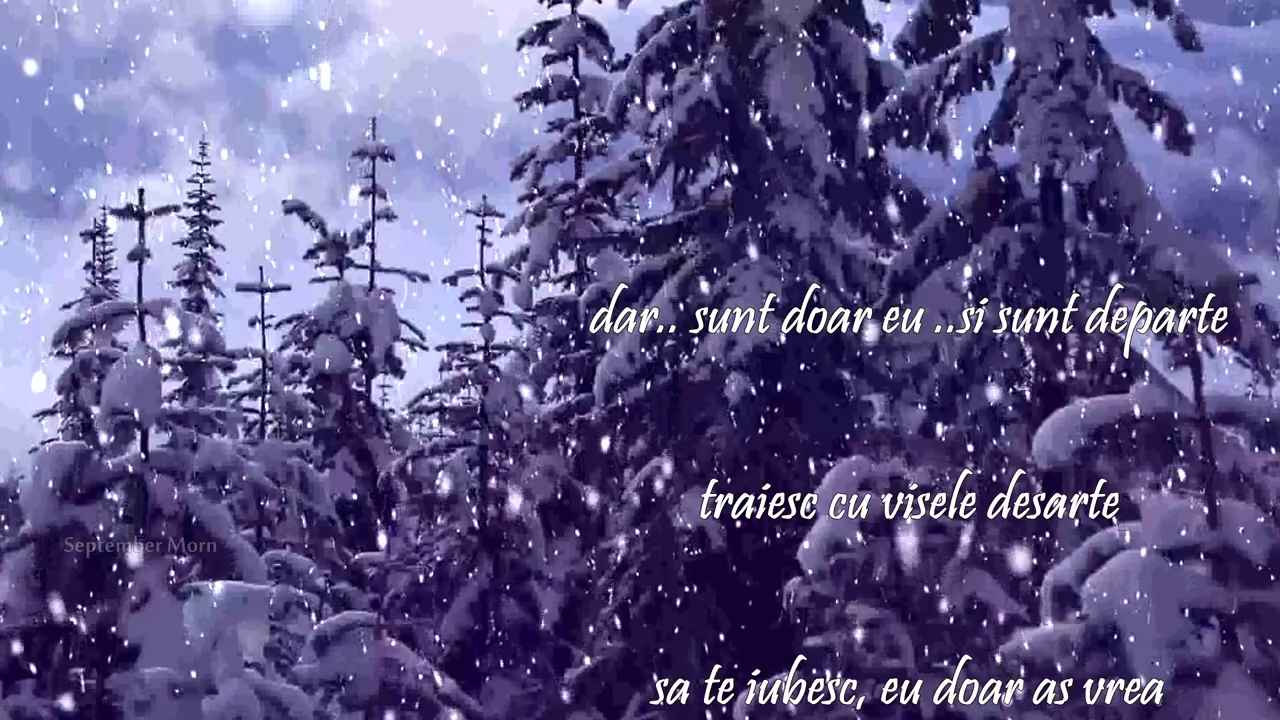 dar.. sunt doar eu ..si sunt departe
traiesc cu visele desarte
September Morn
sa te iubesc, eu doar as vrea